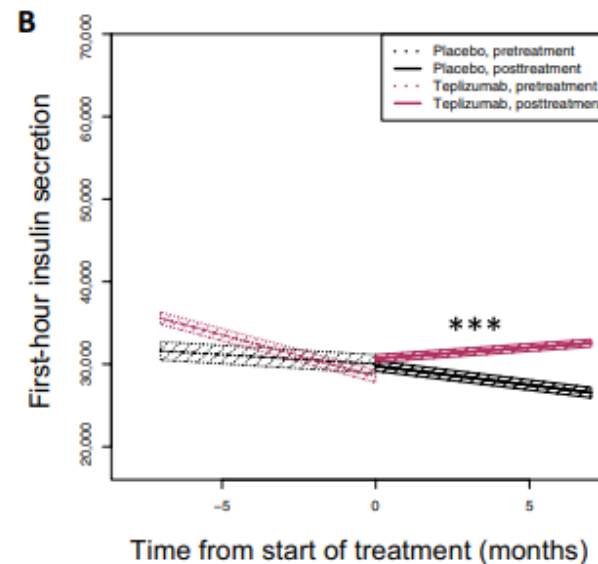 B
Placebo, pretreatment
Placebo, posttreatment
Teplizumab, pretreatment
Teplizumab, posttreatment
***
First-hour insulin secretion
70,000
60,000
50,000
40,000
30,000
20,000
−5
0
5
Time from start of treatment (months)